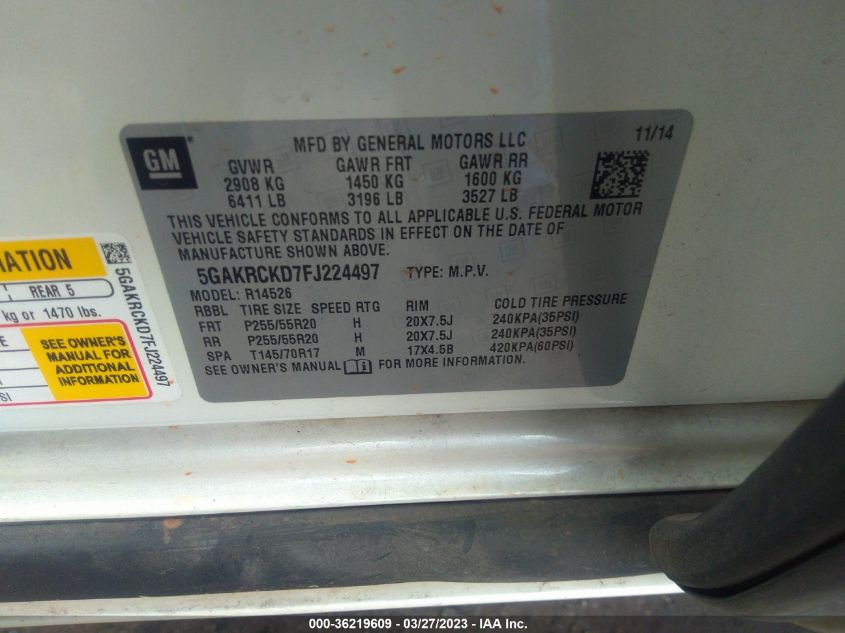 GM
MFD BY GENERAL MOTORS LLC 11/14
GVWR GAWR FRT GAWR RR
2908 KG 1450 KG 1600 KG
6411 LB 3196 LB 3527 LB
THIS VEHICLE CONFORMS TO ALL APPLICABLE U.S. FEDERAL MOTOR
VEHICLE SAFETY STANDARDS IN EFFECT ON THE DATE OF
MANUFACTURE SHOWN ABOVE.
5GAKRCKD7FJ224497 TYPE: M.P.V.
MODEL: R14526
RBBL TIRE SIZE SPEED RTG RIM COLD TIRE PRESSURE
FRT P255/55R20 H 20X7.5J 240KPA(35PSI)
RR P255/55R20 H 20X7.5J 240KPA(35PSI)
SPA T145/70R17 M 17X4.5B 420KPA(60PSI)
SEE OWNER'S MANUAL FOR MORE INFORMATION.
MATION
REAR 5
kg or 1470 lbs.
SEE OWNER'S
MANUAL FOR
ADDITIONAL
INFORMATION
5GAKRCKD7FJ224497
000-36219609 — 03/27/2023 — IAA Inc.